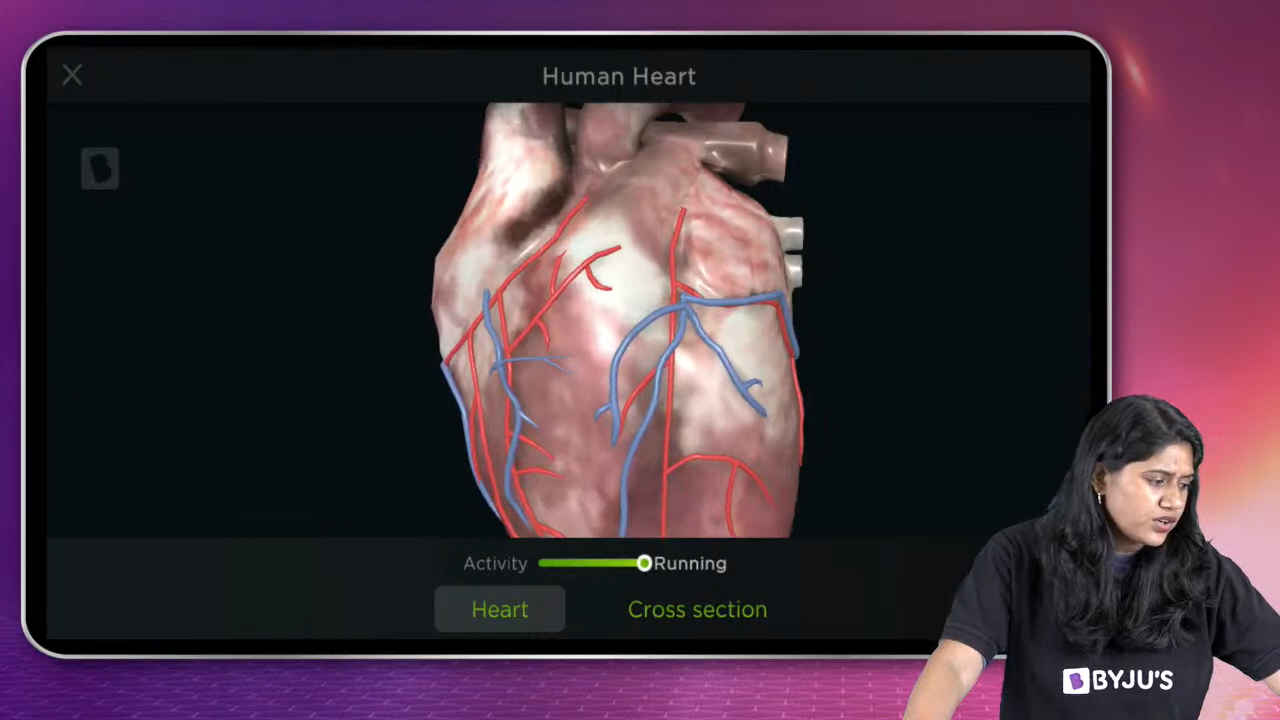 Human Heart
Activity
Running
Heart
Cross section
BYJU'S